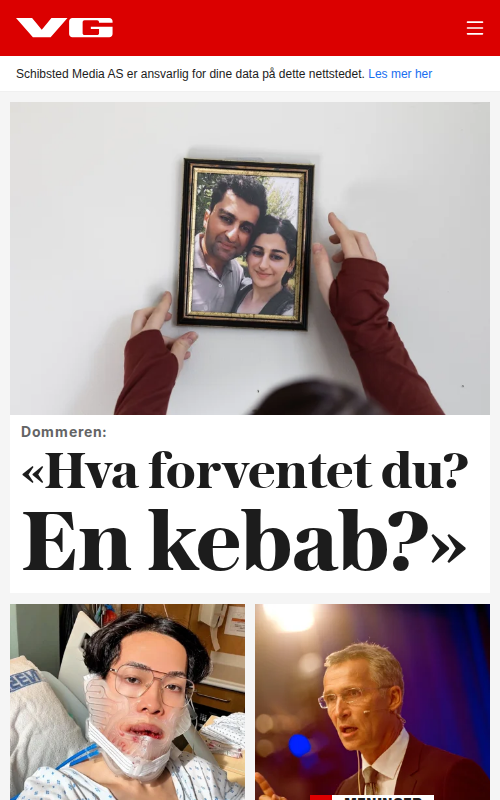 VG
Schibsted Media AS er ansvarlig for dine data på dette nettstedet. Les mer her
Dommeren:
«Hva forventet du?
En kebab?»